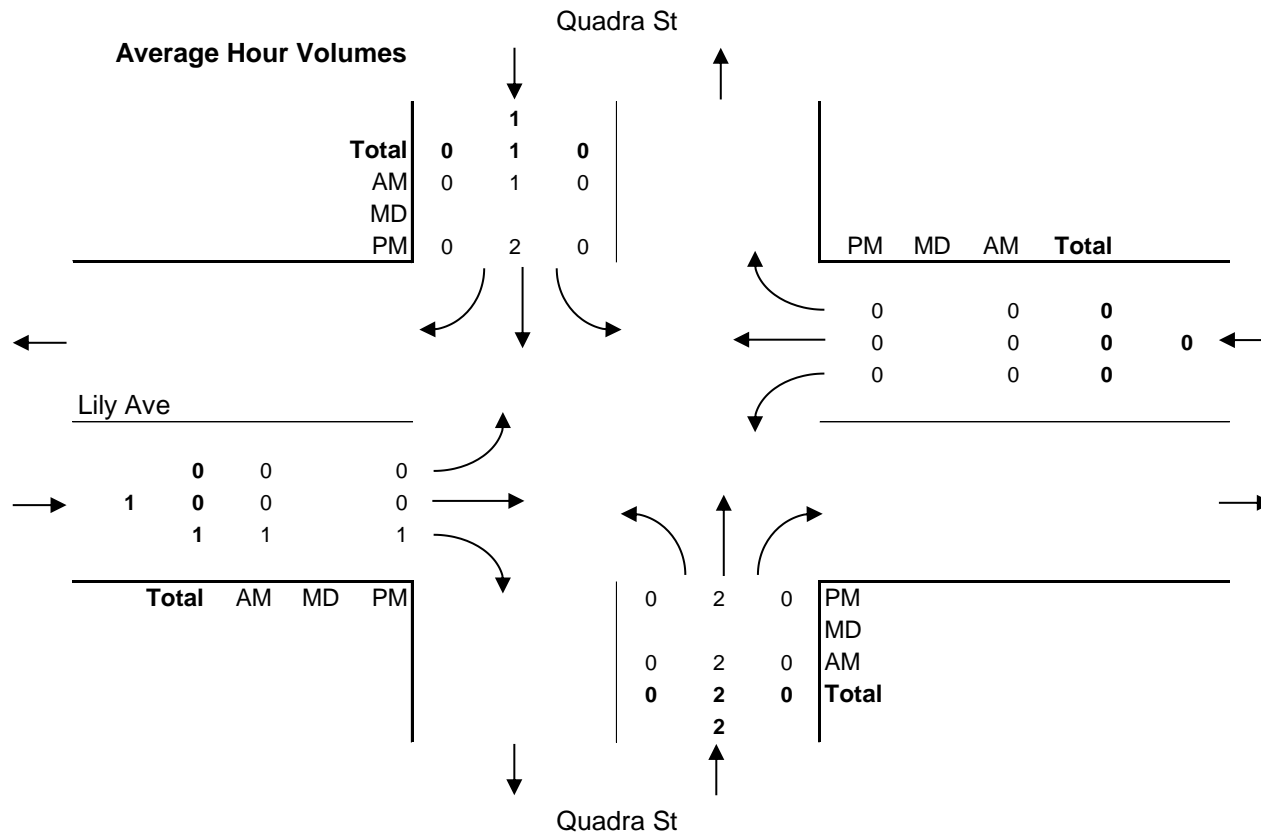 Quadra St
Average Hour Volumes
1
Total 0 1 0
AM 0 1 0
MD
PM 0 2 0
PM MD AM Total
0 0 0
0 0 0 0
0 0 0
Lily Ave
0 0 0
1 0 0 0
1 1 1
Total AM MD PM
0 2 0 PM
MD
0 2 0 AM
0 2 0 Total
2
Quadra St